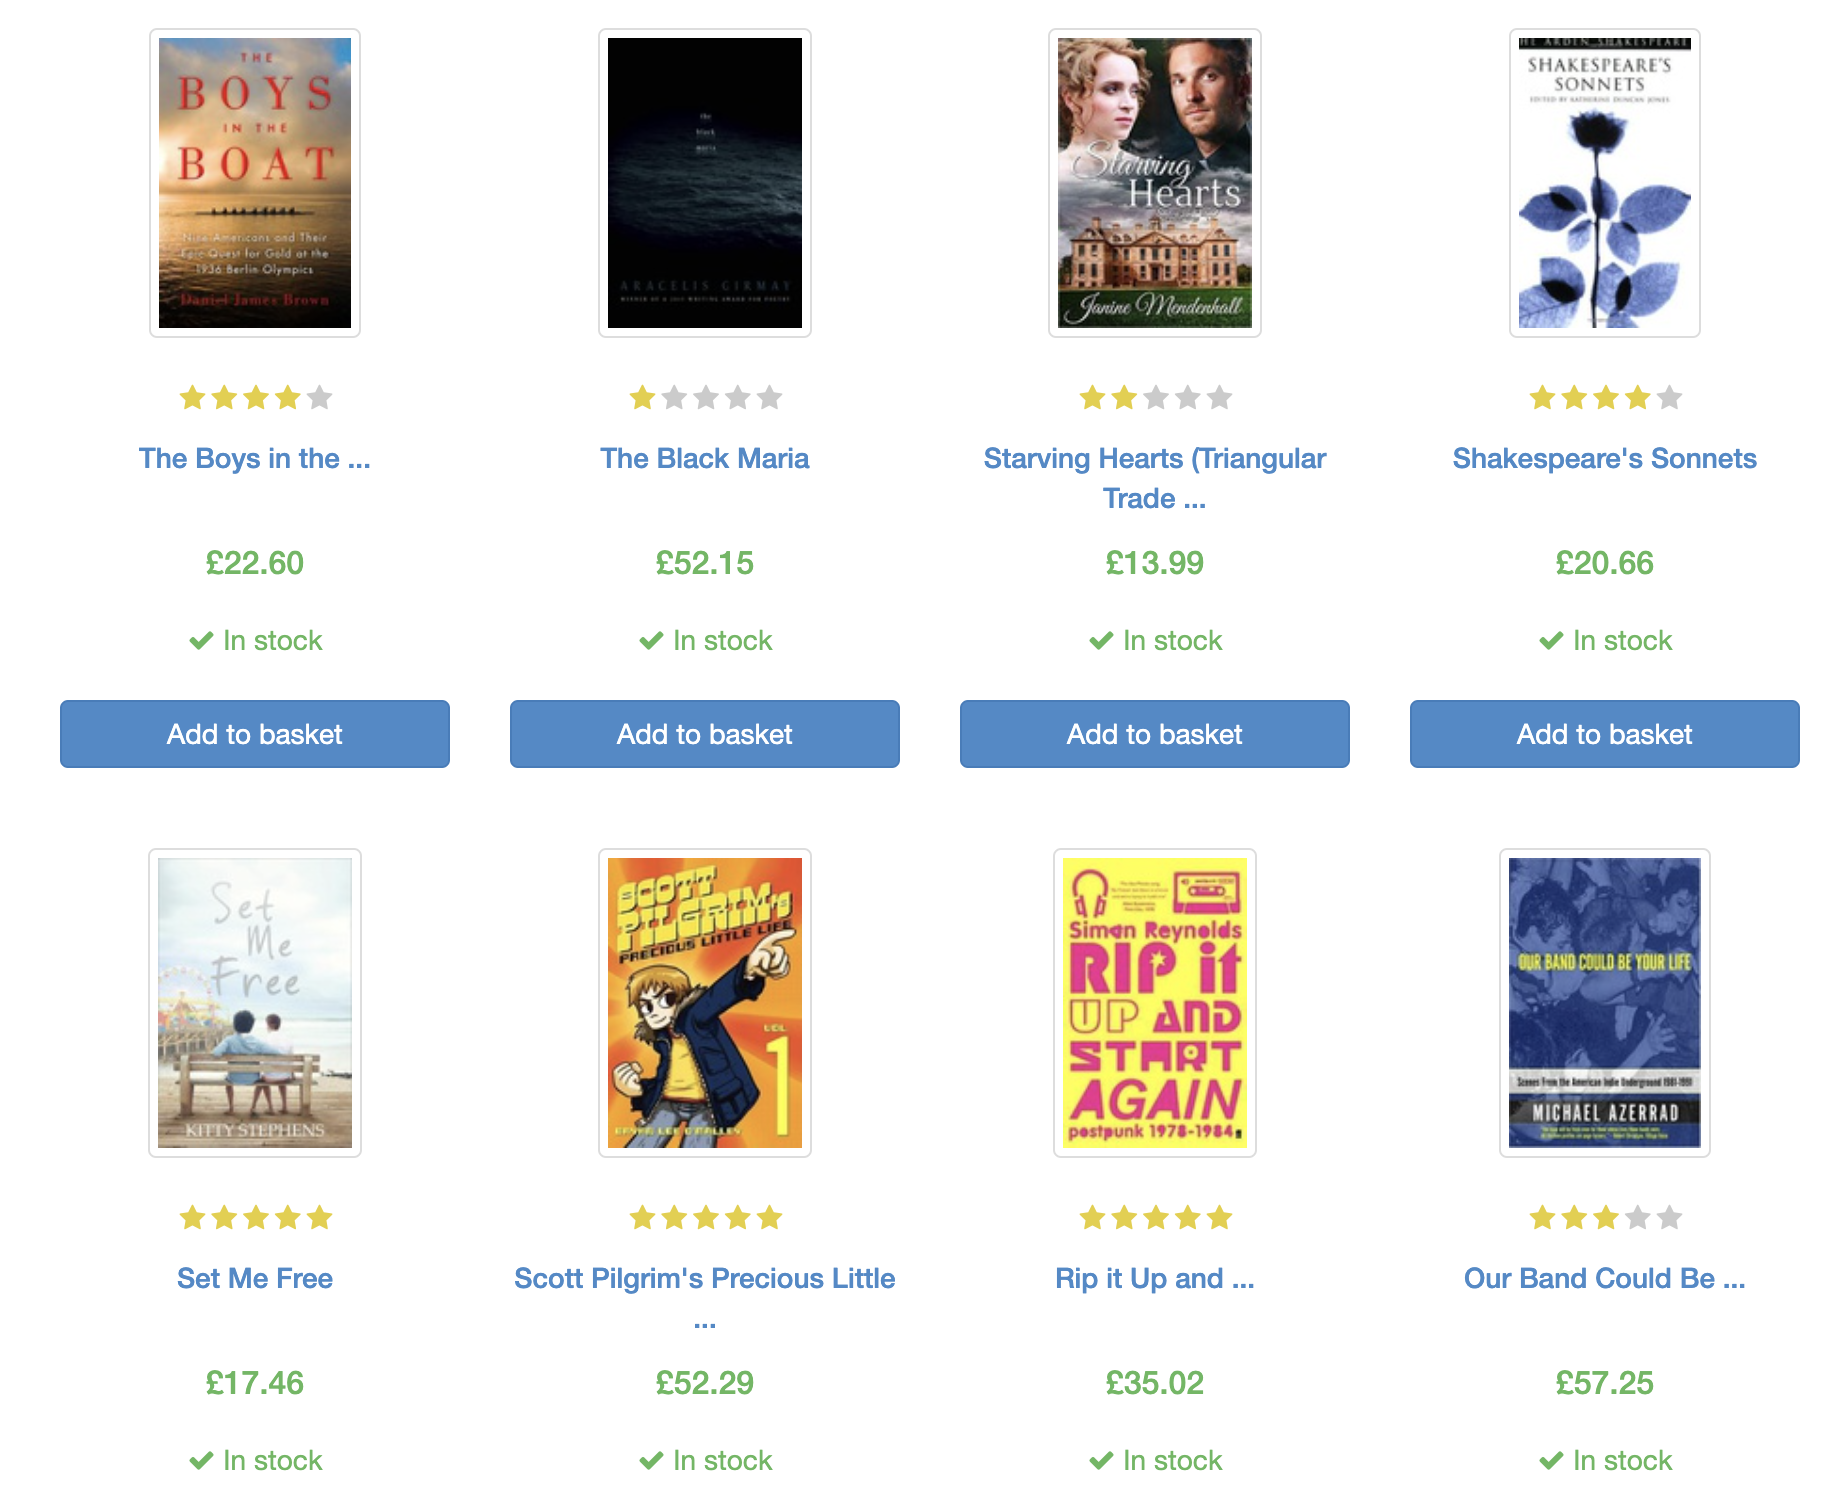 THE
BOYS
IN THE
BOAT
Nine Americans and Their
Epic Quest for Gold at the
1936 Berlin Olympics
Daniel James Brown
the
black
maria
ARACELIS GIRMAY
Starving
Hearts
Janine Mendenhall
THE ARDEN SHAKESPEARE
SHAKESPEARE'S
SONNETS
EDITED BY KATHERINE DUNCAN JONES
The Boys in the ...
The Black Maria
Starving Hearts (Triangular
Trade ...
Shakespeare's Sonnets
£22.60
£52.15
£13.99
£20.66
In stock
In stock
In stock
In stock
Add to basket
Add to basket
Add to basket
Add to basket
Set
Me
Free
KITTY STEPHENS
SCOTT
PILGRIM'S
PRECIOUS LITTLE LIFE
VOL.
1
BRYAN LEE O'MALLEY
Simon Reynolds
RIP it
UP AND
START
AGAIN
postpunk 1978-1984
OUR BAND COULD BE YOUR LIFE
Scenes From the American Indie Underground 1981-1991
MICHAEL AZERRAD
Set Me Free
Scott Pilgrim's Precious Little
...
Rip it Up and ...
Our Band Could Be ...
£17.46
£52.29
£35.02
£57.25
In stock
In stock
In stock
In stock